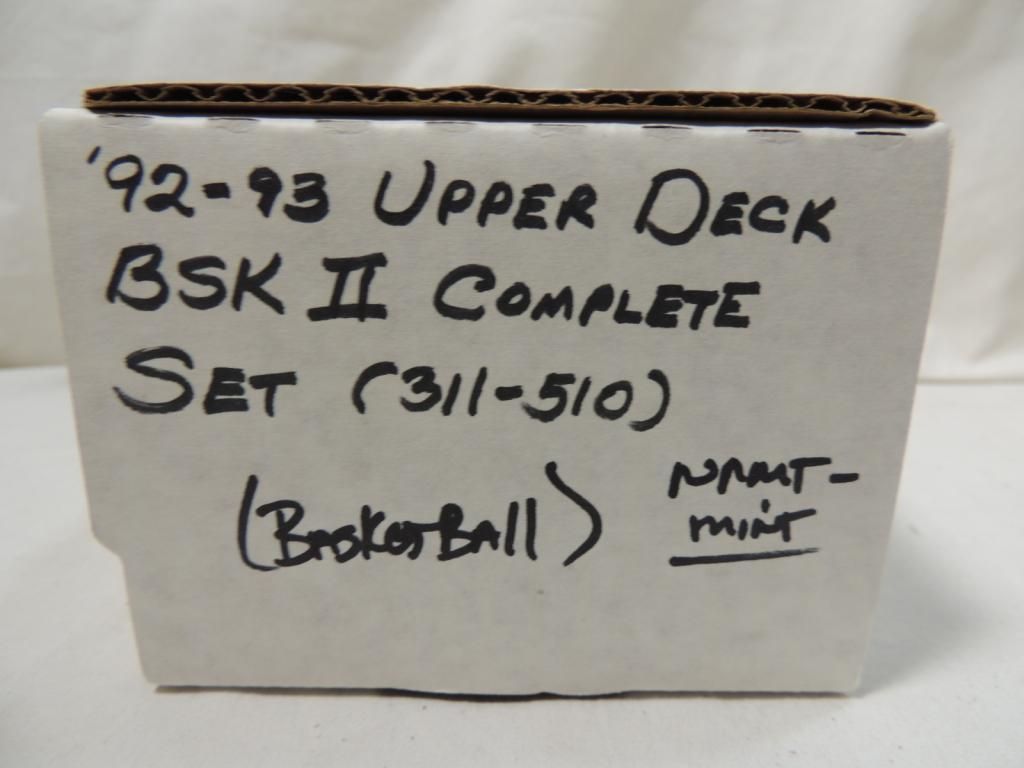 '92-93 UPPER DECK
BSK II COMPLETE
SET (311-510)
(BASKETBALL)
NRMT-
MINT